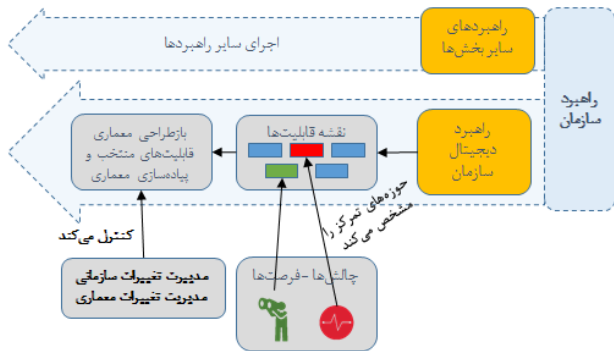 راهبرد
سازمان
راهبردهای
سایر بخش‌ها
اجرای سایر راهبردها
راهبرد
دیجیتال
سازمان
نقشه قابلیت‌ها
بازطراحی معماری
قابلیت‌های منتخب و
پیاده‌سازی معماری
حوزه‌های تمرکز را
مشخص می‌کند
کنترل می‌کند
چالش‌ها -فرصت‌ها
مدیریت تغییرات سازمانی
مدیریت تغییرات معماری